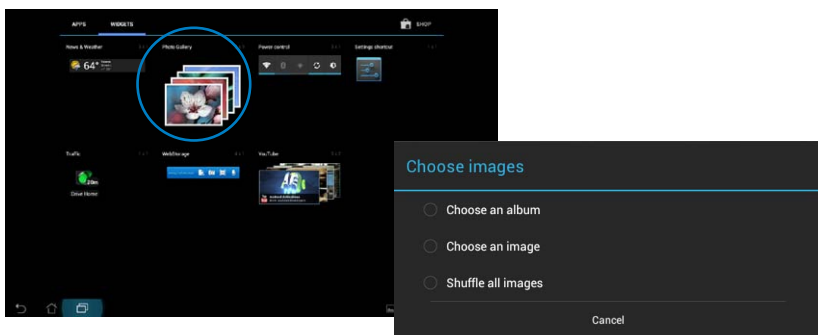 APPS WIDGETS SHOP
News & Weather Photo Gallery Power control Settings shortcut
64°
Traffic WebStorage YouTube
20m
Drive Home
Choose images
Choose an album
Choose an image
Shuffle all images
Cancel